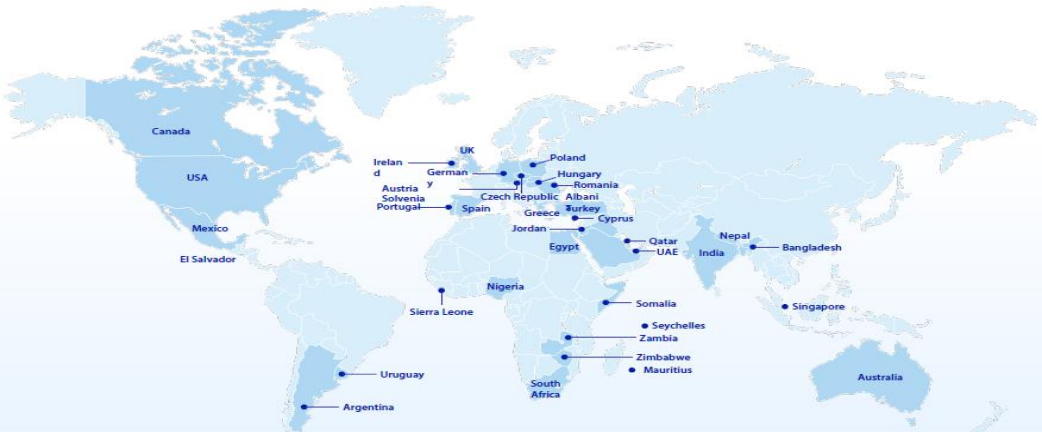 Canada
USA
Mexico
El Salvador
UK
Irelan
d
German
y
Austria
Solvenia
Portugal
Spain
Poland
Hungary
Romania
Czech Republic
Albani
a
Greece
Turkey
Cyprus
Jordan
Egypt
Qatar
UAE
Nepal
India
Bangladesh
Nigeria
Sierra Leone
Somalia
Singapore
Seychelles
Zambia
Zimbabwe
Mauritius
South
Africa
Uruguay
Argentina
Australia